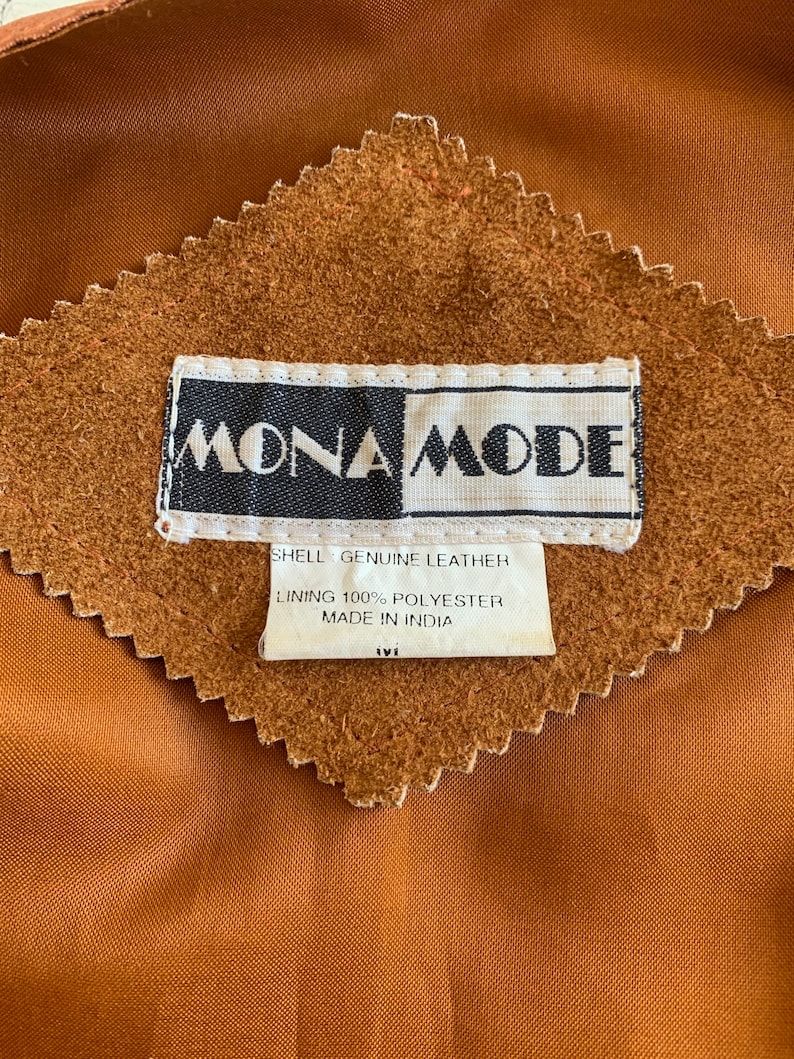 MONA MODE
SHELL : GENUINE LEATHER
LINING 100% POLYESTER
MADE IN INDIA